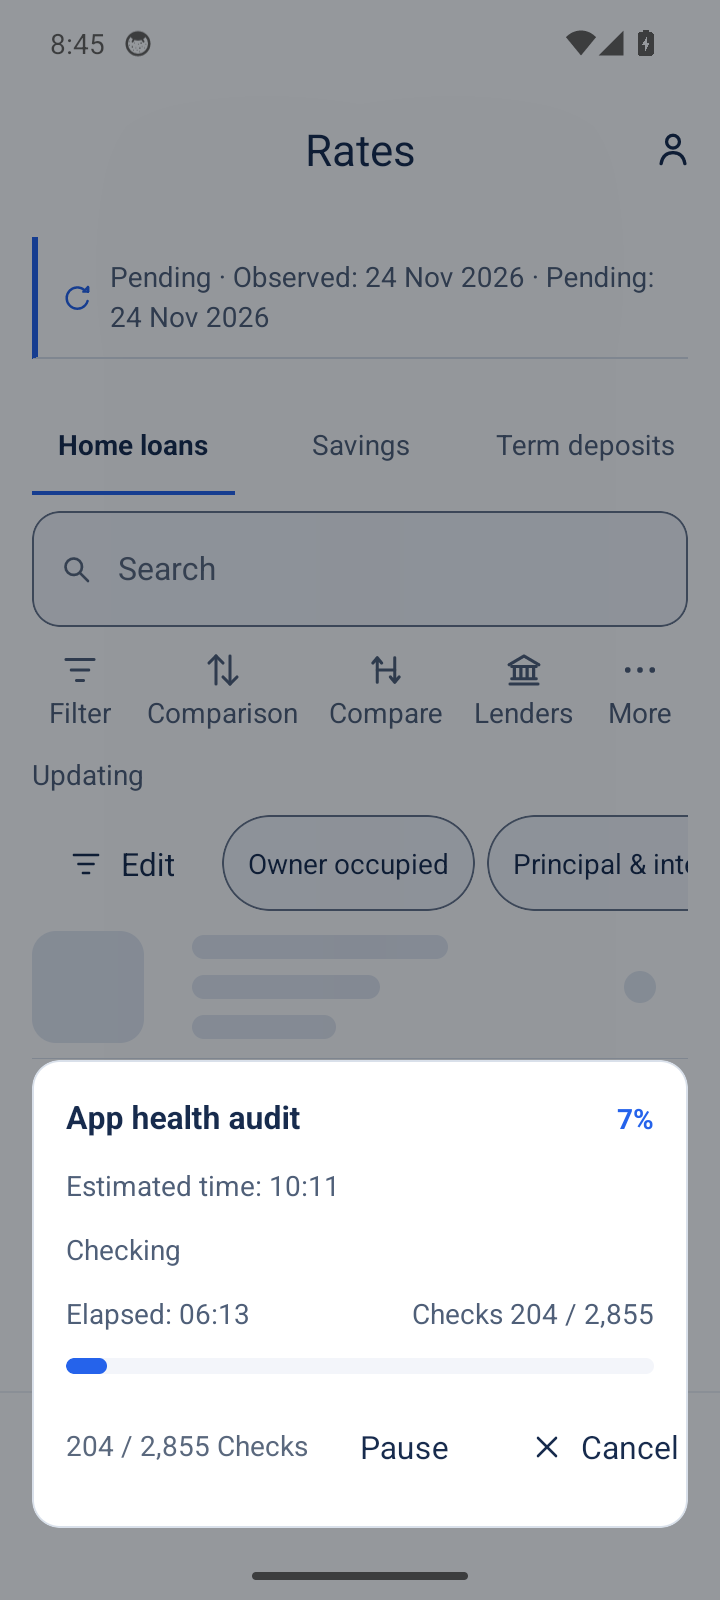 8:45
Rates
Pending · Observed: 24 Nov 2026 · Pending:
24 Nov 2026
Home loans
Savings
Term deposits
Search
Filter
Comparison
Compare
Lenders
More
Updating
Edit
Owner occupied
Principal & inte
App health audit
7%
Estimated time: 10:11
Checking
Elapsed: 06:13
Checks 204 / 2,855
204 / 2,855 Checks
Pause
Cancel